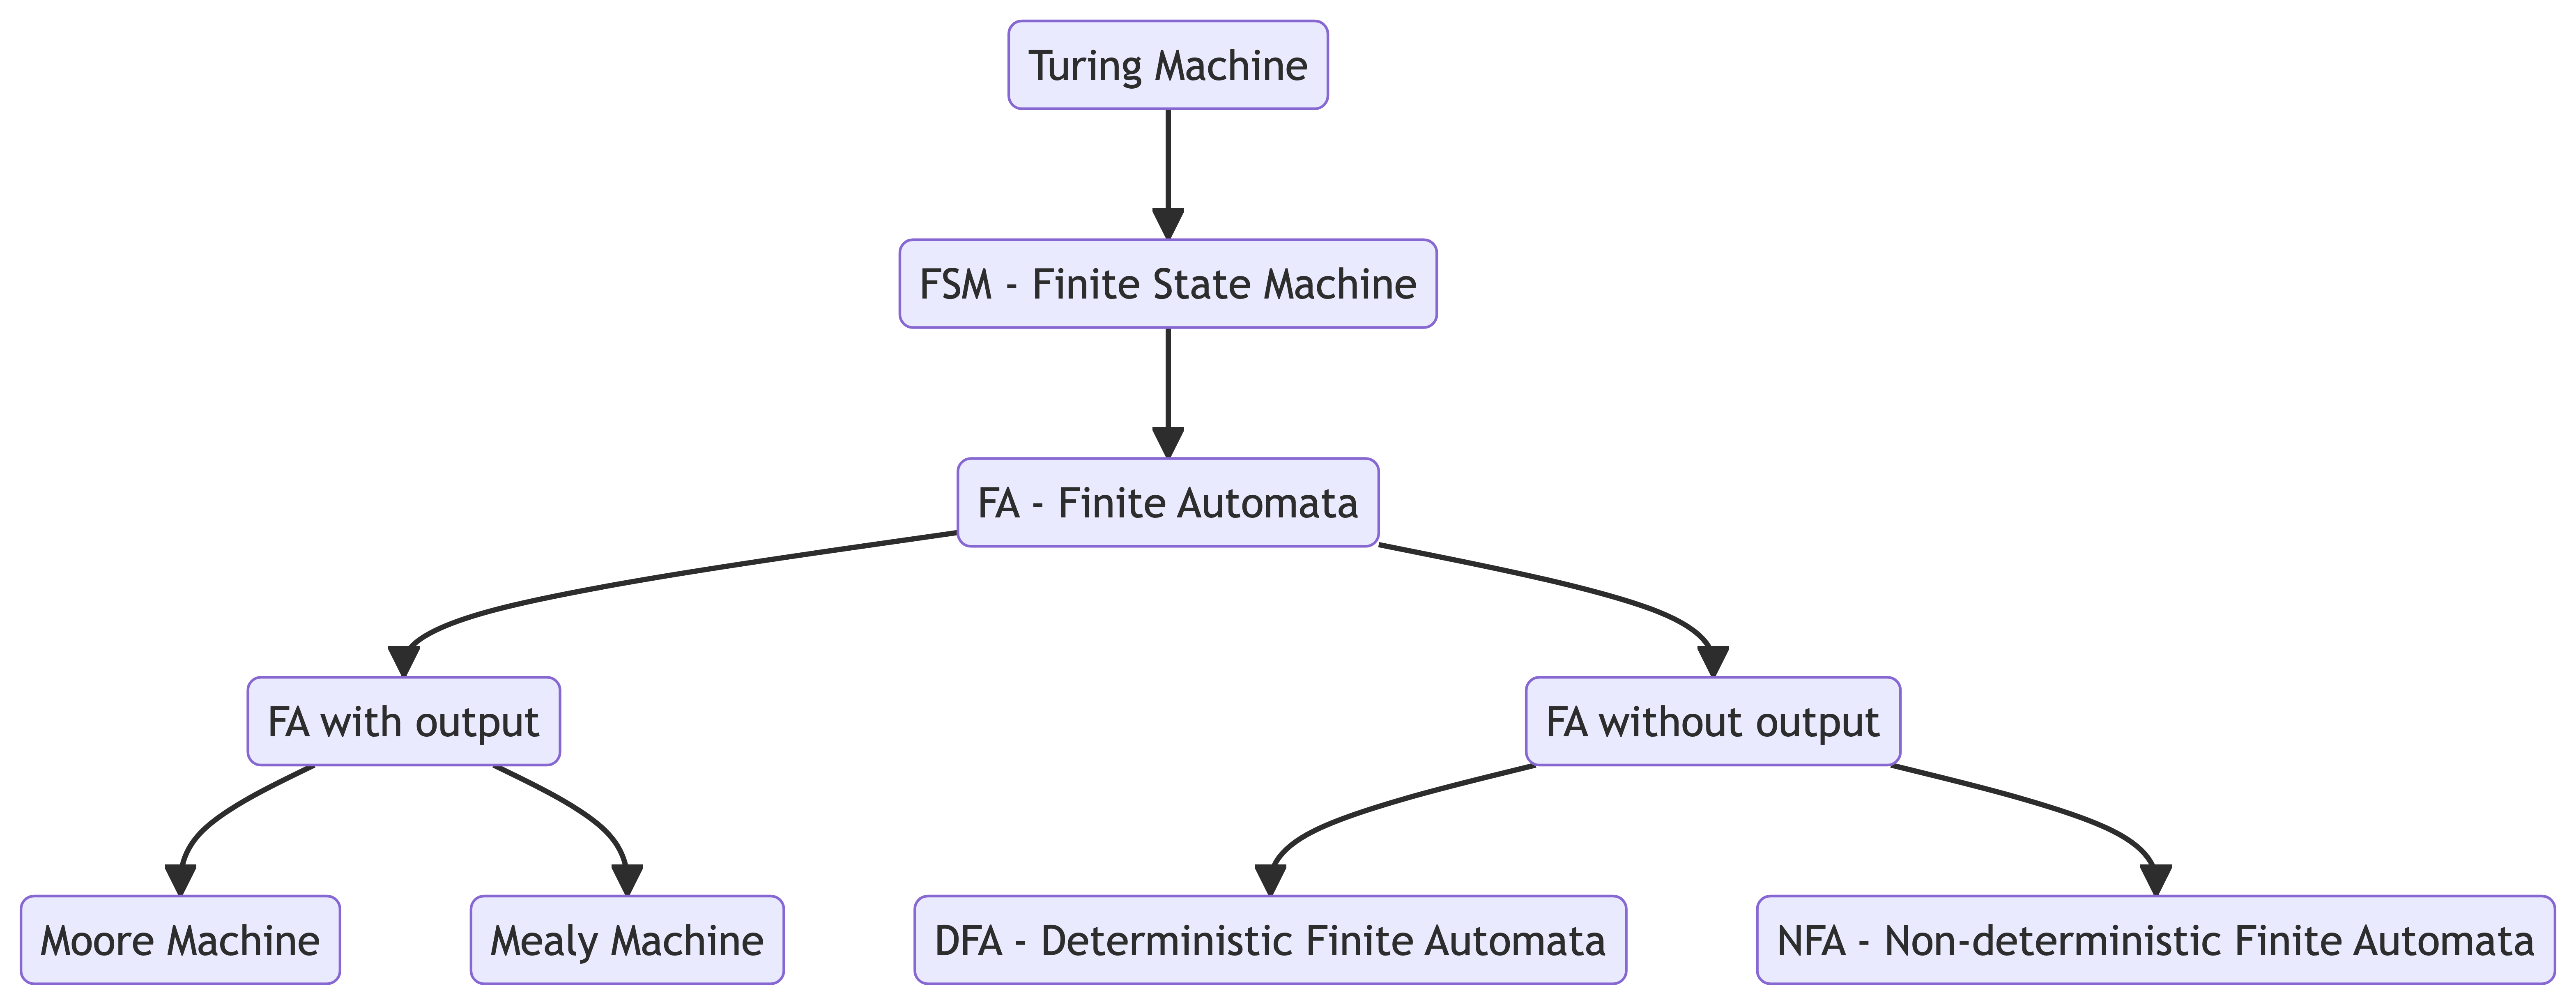 Turing Machine
FSM - Finite State Machine
FA - Finite Automata
FA with output
FA without output
Moore Machine
Mealy Machine
DFA - Deterministic Finite Automata
NFA - Non-deterministic Finite Automata